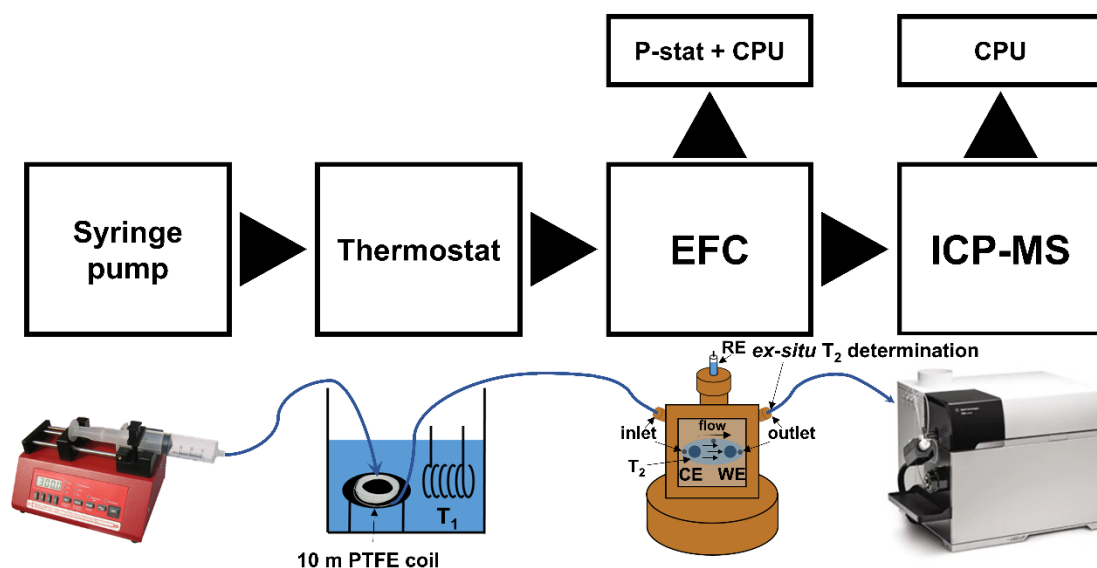 P-stat + CPU
CPU
Syringe
pump
Thermostat
EFC
ICP-MS
RE
ex-situ T₂ determination
flow
inlet
outlet
T₂
CE
WE
T₁
10 m PTFE coil